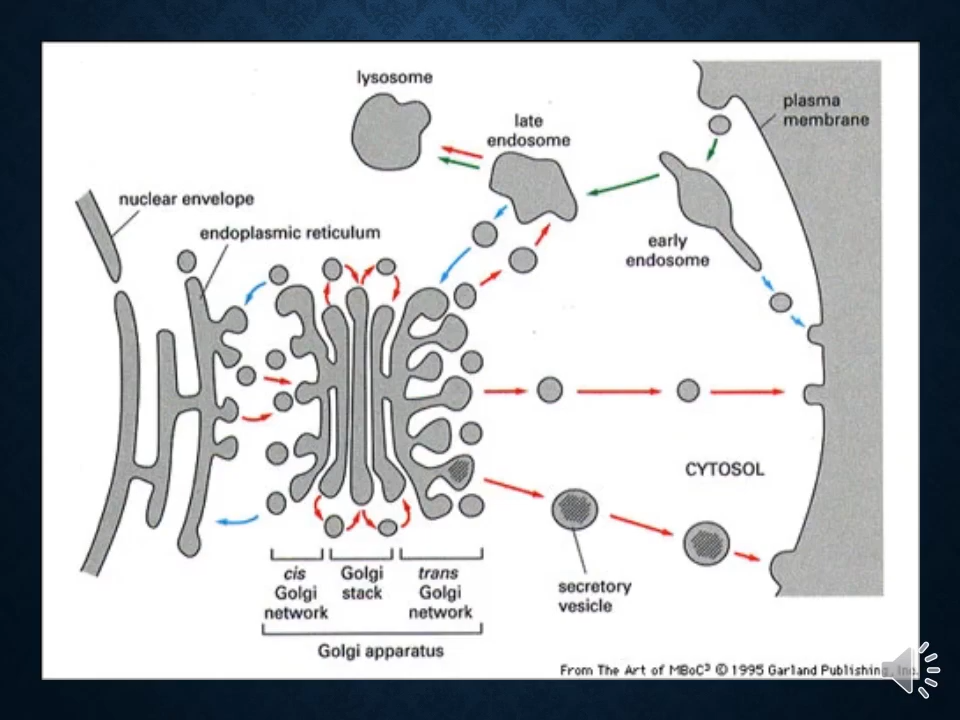 lysosome
late
endosome
plasma
membrane
nuclear envelope
endoplasmic reticulum
early
endosome
CYTOSOL
cis
Golgi
network
Golgi
stack
trans
Golgi
network
secretory
vesicle
Golgi apparatus
From The Art of MBoC³ © 1995 Garland Publishing, Inc.